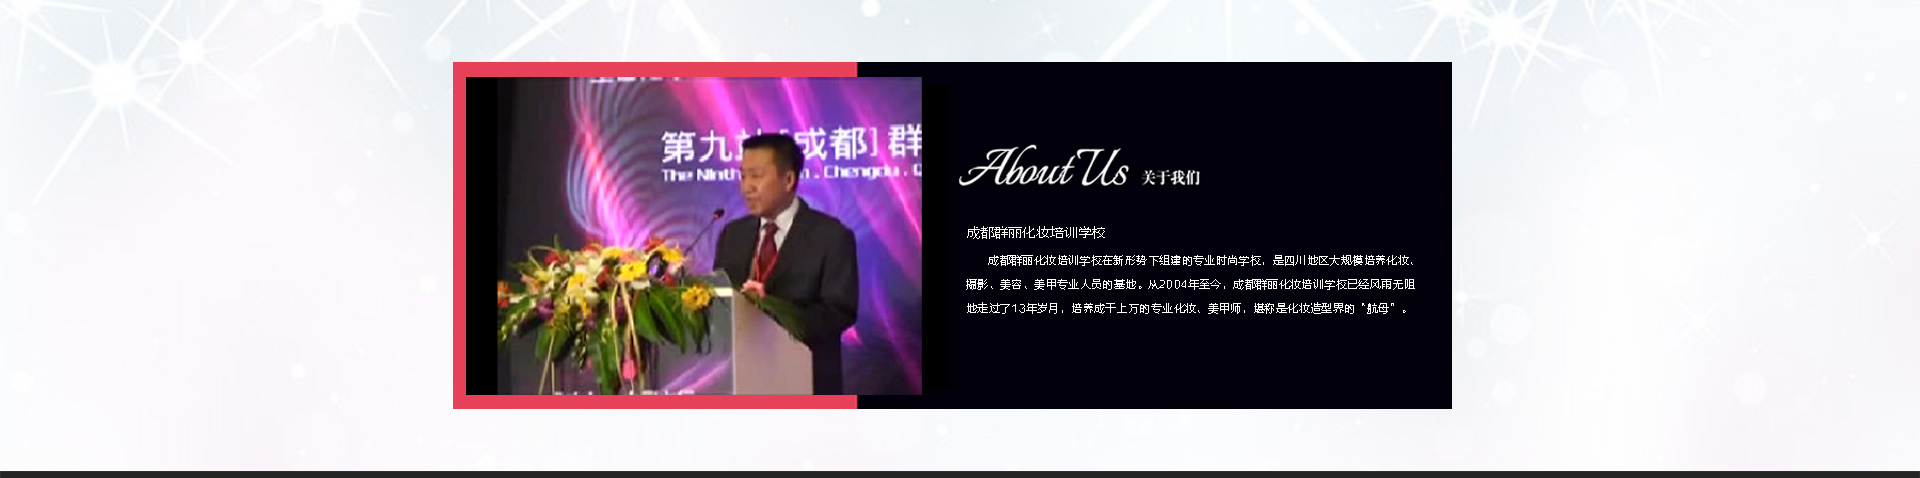 第九站[成都]群
The Ninth
Chengdu
About Us 关于我们
成都群丽化妆培训学校
成都群丽化妆培训学校在新形势下组建的专业时尚学校，是四川地区大规模培养化妆、
摄影、美容、美甲专业人员的基地。从2004年至今，成都群丽化妆培训学校已经风雨无阻
地走过了13年岁月，培养成千上万的专业化妆、美甲师，堪称是化妆造型界的“航母”。